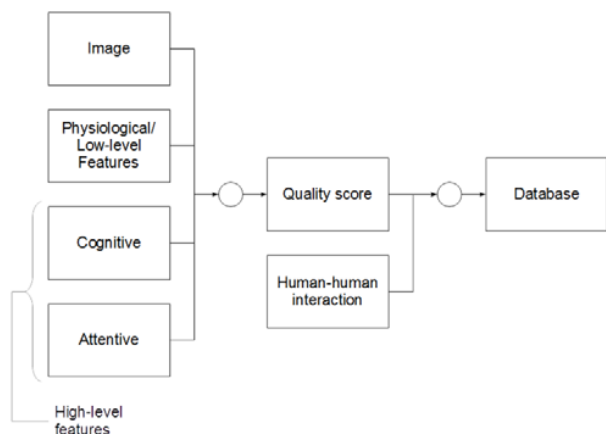 Image
Physiological/
Low-level
Features
Cognitive
Attentive
High-level
features
Quality score
Human-human
interaction
Database